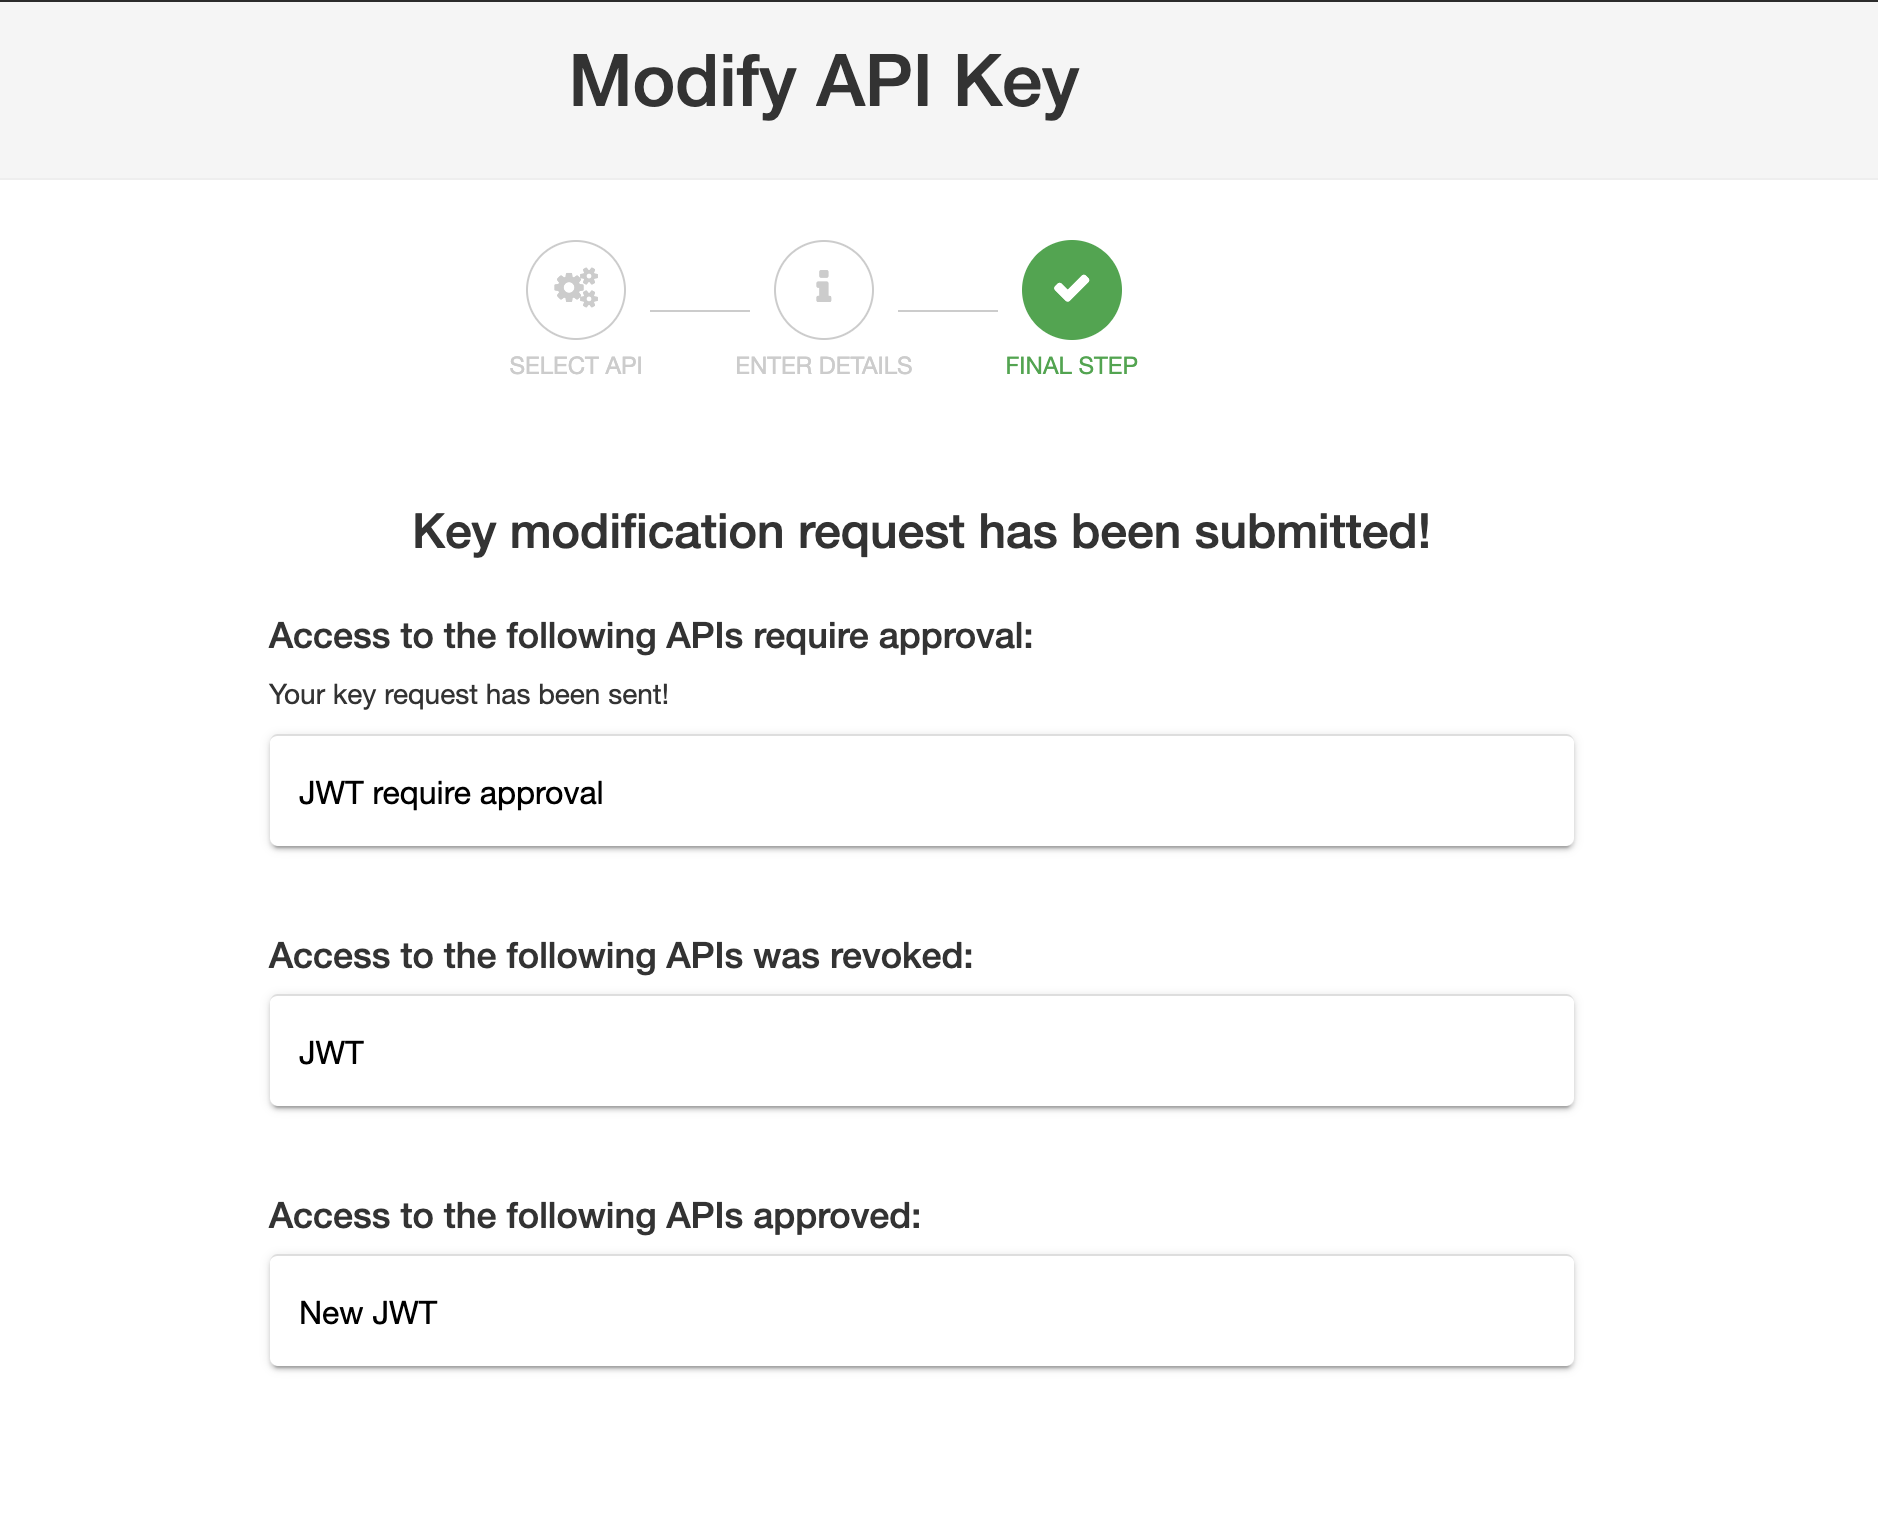 Modify API Key
SELECT API
ENTER DETAILS
FINAL STEP
Key modification request has been submitted!
Access to the following APIs require approval:
Your key request has been sent!
JWT require approval
Access to the following APIs was revoked:
JWT
Access to the following APIs approved:
New JWT